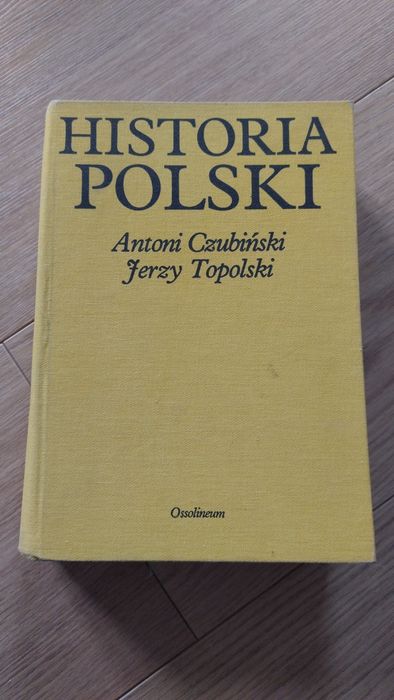 HISTORIA
POLSKI
Antoni Czubiński
Jerzy Topolski
Ossolineum